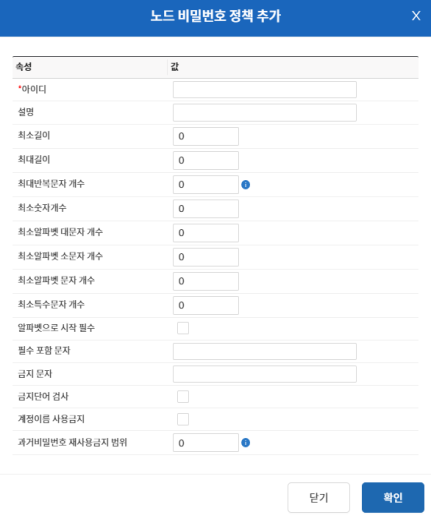 노드 비밀번호 정책 추가 X
속성 값
*아이디
설명
최소길이 0
최대길이 0
최대반복문자 개수 0
최소숫자개수 0
최소알파벳 대문자 개수 0
최소알파벳 소문자 개수 0
최소알파벳 문자 개수 0
최소특수문자 개수 0
알파벳으로 시작 필수
필수 포함 문자
금지 문자
금지단어 검사
계정이름 사용금지
과거비밀번호 재사용금지 범위 0
닫기 확인